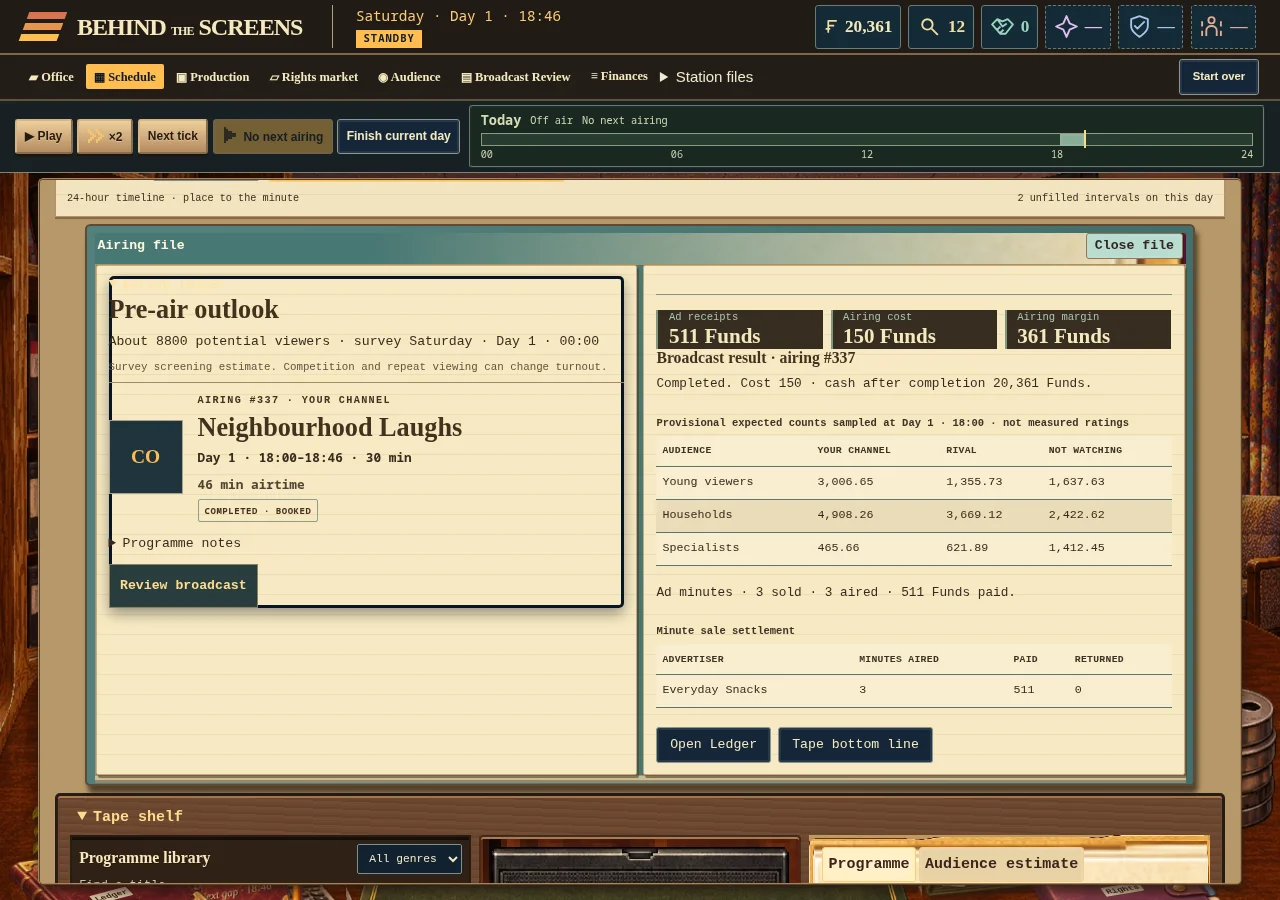 BEHIND THE SCREENS
Saturday · Day 1 · 18:46
STANDBY
20,361
12
0
—
—
—
Office
Schedule
Production
Rights market
Audience
Broadcast Review
Finances
Station files
Start over
Play
×2
Next tick
No next airing
Finish current day
Today Off air No next airing
00 06 12 18 24
24-hour timeline · place to the minute
2 unfilled intervals on this day
Airing file
Close file
Pre-air outlook
About 8800 potential viewers · survey Saturday · Day 1 · 00:00
Survey screening estimate. Competition and repeat viewing can change turnout.
AIRING #337 · YOUR CHANNEL
CO
Neighbourhood Laughs
Day 1 · 18:00–18:46 · 30 min
46 min airtime
COMPLETED · BOOKED
Programme notes
Review broadcast
Ad receipts
511 Funds
Airing cost
150 Funds
Airing margin
361 Funds
Broadcast result · airing #337
Completed. Cost 150 · cash after completion 20,361 Funds.
Provisional expected counts sampled at Day 1 · 18:00 · not measured ratings
AUDIENCE YOUR CHANNEL RIVAL NOT WATCHING
Young viewers 3,006.65 1,355.73 1,637.63
Households 4,908.26 3,669.12 2,422.62
Specialists 465.66 621.89 1,412.45
Ad minutes · 3 sold · 3 aired · 511 Funds paid.
Minute sale settlement
ADVERTISER MINUTES AIRED PAID RETURNED
Everyday Snacks 3 511 0
Open Ledger
Tape bottom line
Tape shelf
Programme library
All genres
Find a title
Programme
Audience estimate
Ledger
next gap · 18:46
Rights